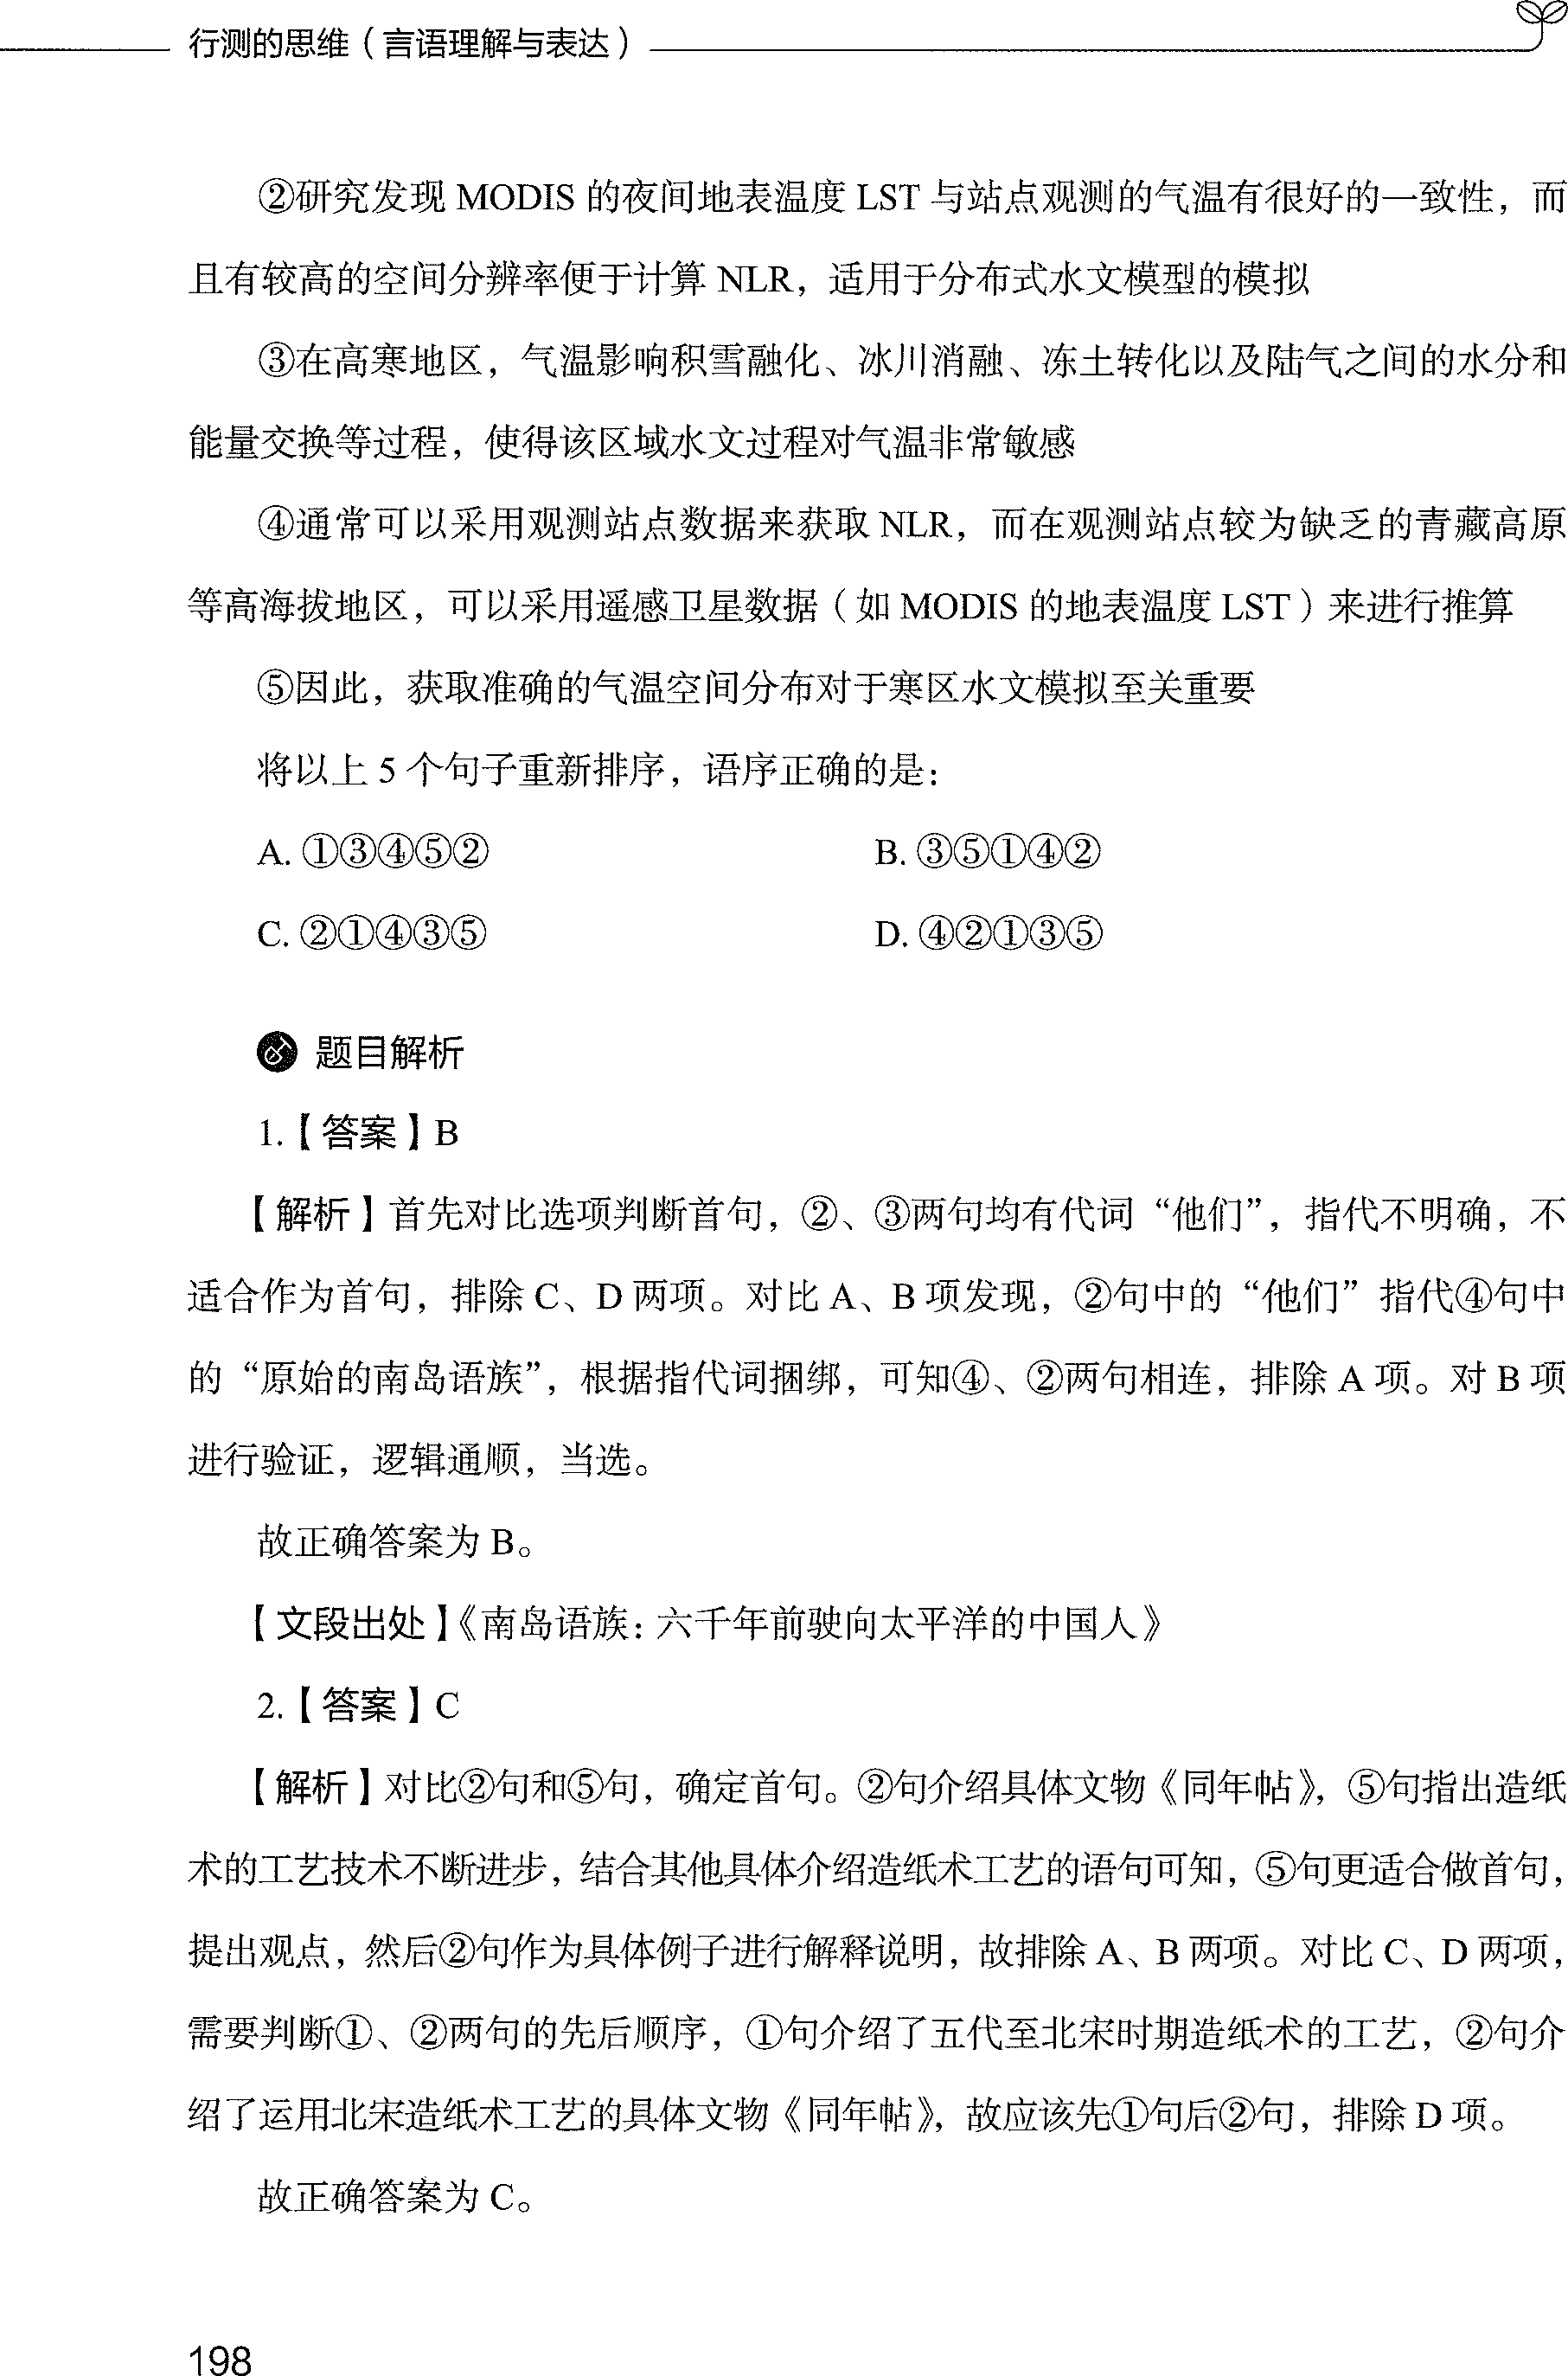 行测的思维（言语理解与表达）
②研究发现 MODIS 的夜间地表温度 LST 与站点观测的气温有很好的一致性，而
且有较高的空间分辨率便于计算 NLR，适用于分布式水文模型的模拟
③在高寒地区，气温影响积雪融化、冰川消融、冻土转化以及陆气之间的水分和
能量交换等过程，使得该区域水文过程对气温非常敏感
④通常可以采用观测站点数据来获取 NLR，而在观测站点较为缺乏的青藏高原
等高海拔地区，可以采用遥感卫星数据（如 MODIS 的地表温度 LST）来进行推算
⑤因此，获取准确的气温空间分布对于寒区水文模拟至关重要
将以上 5 个句子重新排序，语序正确的是：
A. ①③④⑤② B. ③⑤①④②
C. ②①④③⑤ D. ④②①③⑤
题目解析
1.【答案】B
【解析】首先对比选项判断首句，②、③两句均有代词“他们”，指代不明确，不
适合作为首句，排除 C、D 两项。对比 A、B 项发现，②句中的“他们”指代④句中
的“原始的南岛语族”，根据指代词捆绑，可知④、②两句相连，排除 A 项。对 B 项
进行验证，逻辑通顺，当选。
故正确答案为 B。
【文段出处】《南岛语族：六千年前驶向太平洋的中国人》
2.【答案】C
【解析】对比②句和⑤句，确定首句。②句介绍具体文物《同年帖》，⑤句指出造纸
术的工艺技术不断进步，结合其他具体介绍造纸术工艺的语句可知，⑤句更适合做首句，
提出观点，然后②句作为具体例子进行解释说明，故排除 A、B 两项。对比 C、D 两项，
需要判断①、②两句的先后顺序，①句介绍了五代至北宋时期造纸术的工艺，②句介
绍了运用北宋造纸术工艺的具体文物《同年帖》，故应该先①句后②句，排除 D 项。
故正确答案为 C。
198